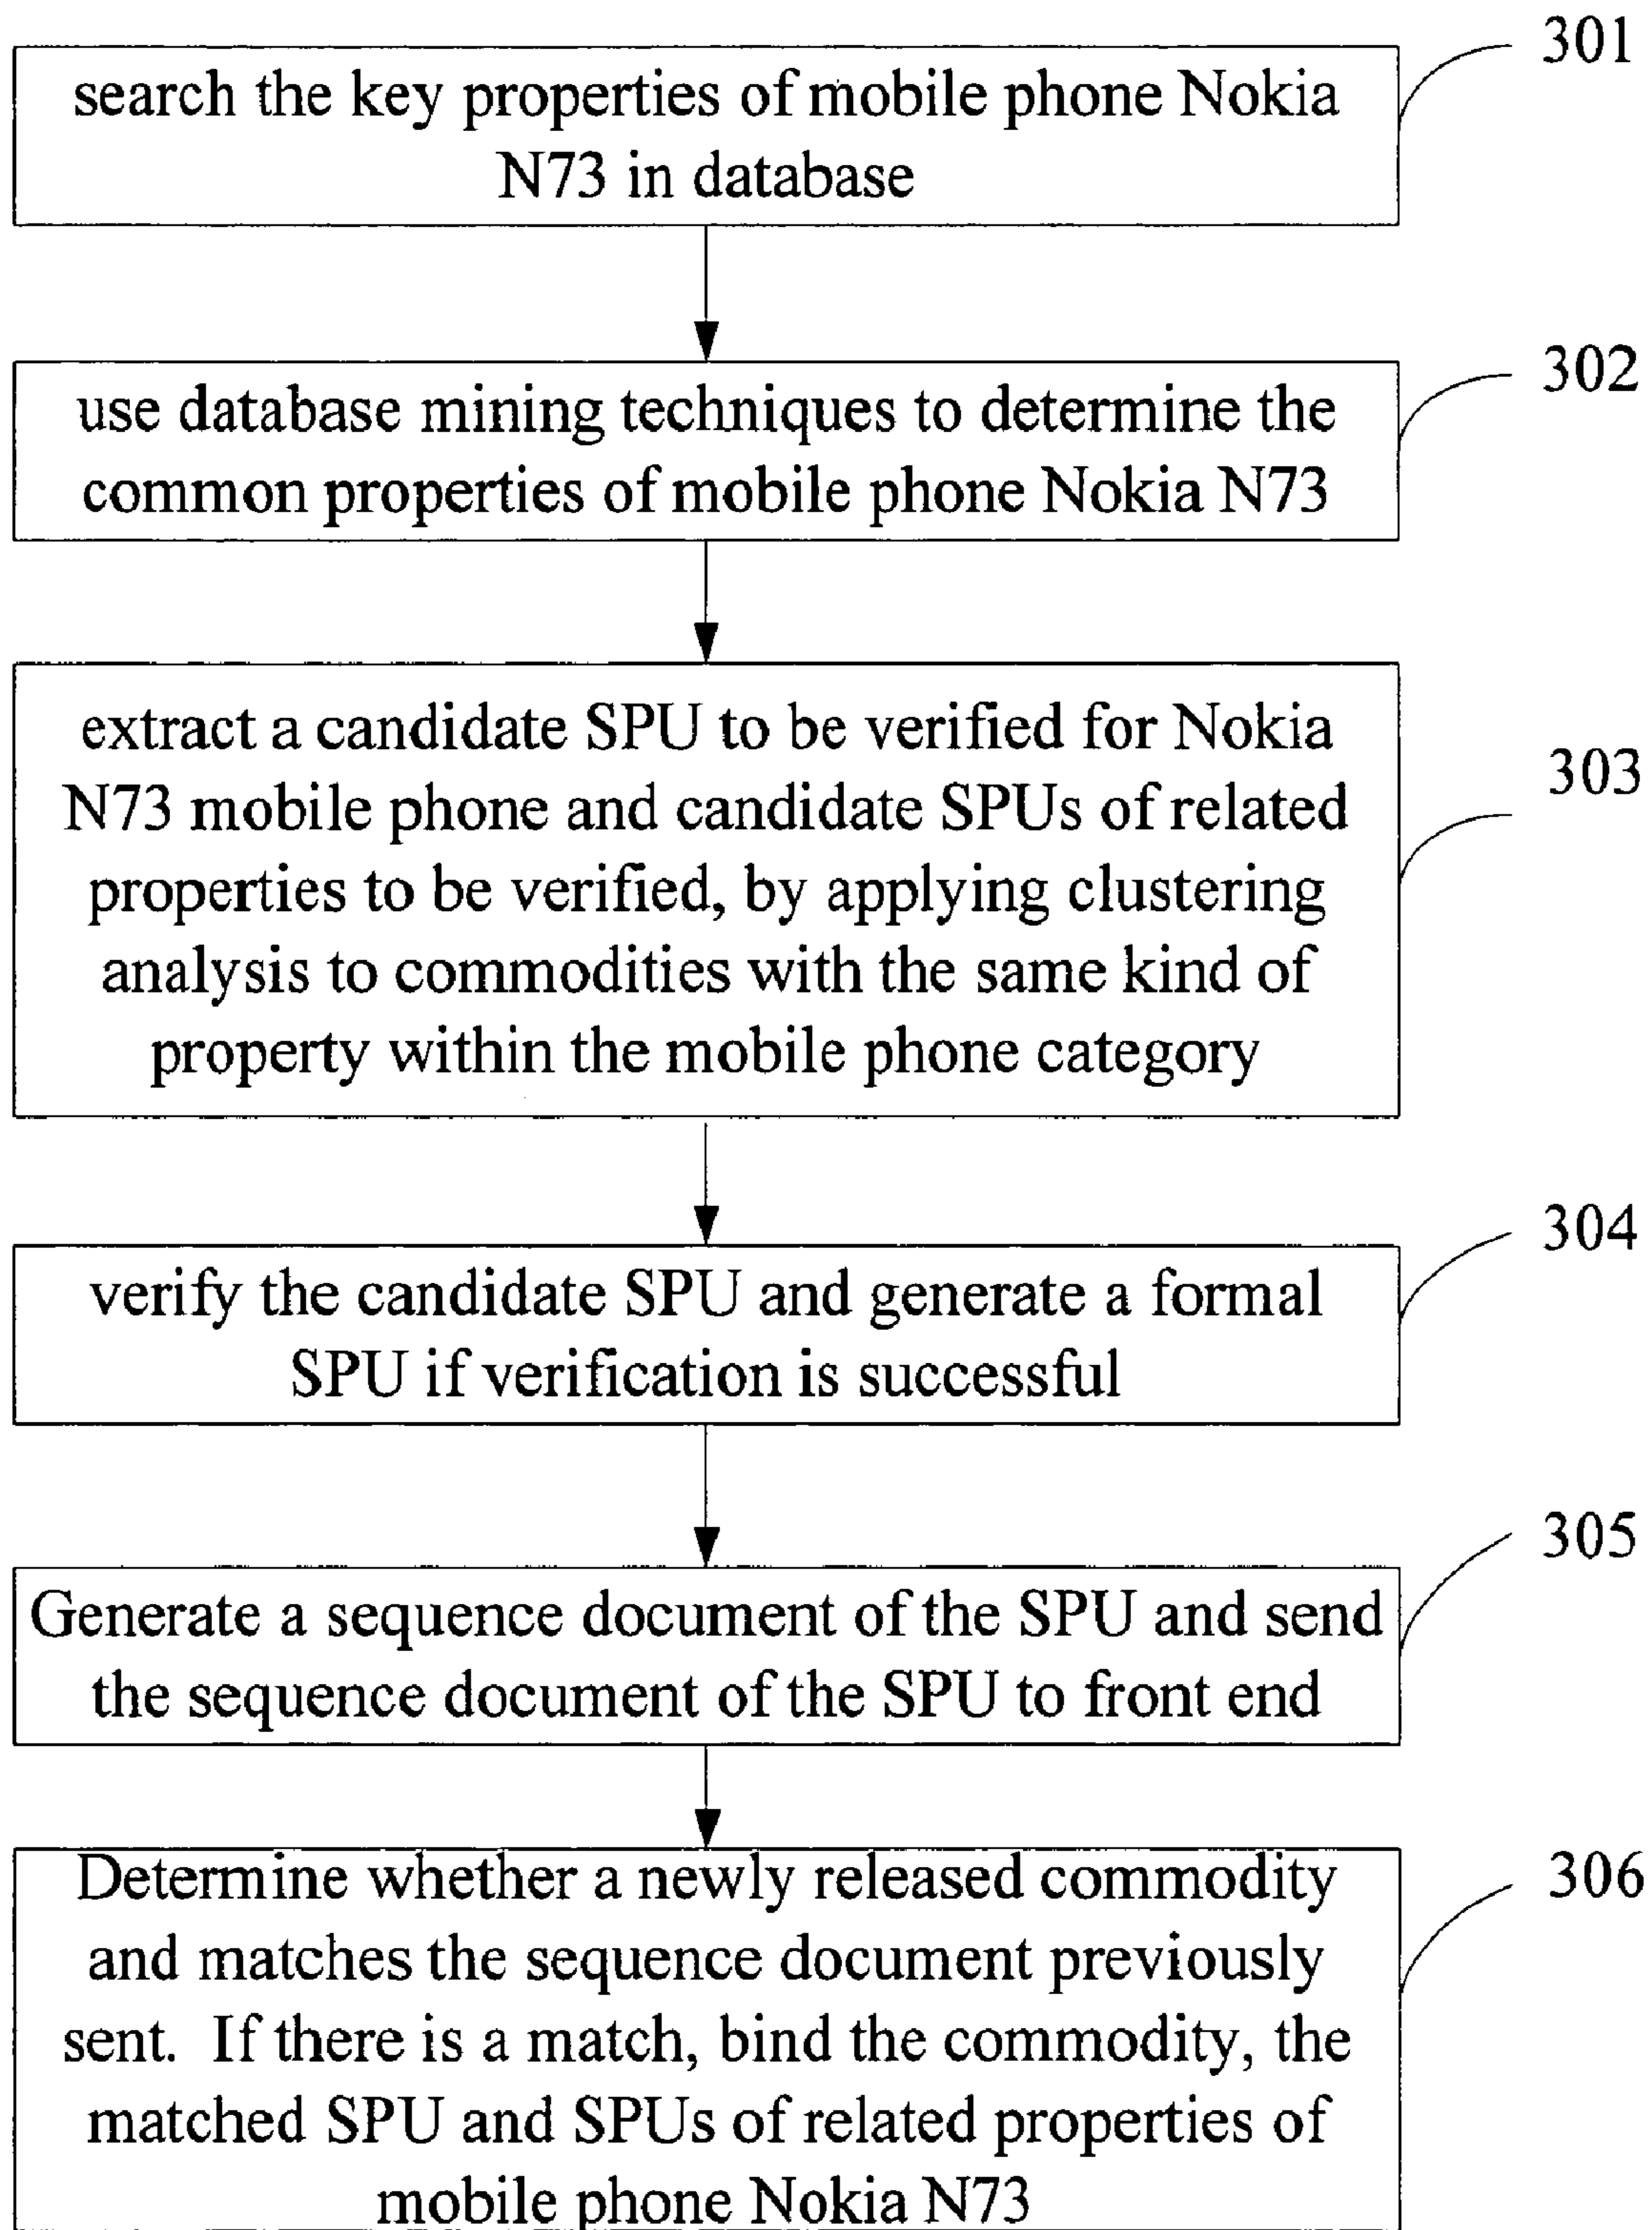 301
search the key properties of mobile phone Nokia
N73 in database
302
use database mining techniques to determine the
common properties of mobile phone Nokia N73
303
extract a candidate SPU to be verified for Nokia
N73 mobile phone and candidate SPUs of related
properties to be verified, by applying clustering
analysis to commodities with the same kind of
property within the mobile phone category
304
verify the candidate SPU and generate a formal
SPU if verification is successful
305
Generate a sequence document of the SPU and send
the sequence document of the SPU to front end
306
Determine whether a newly released commodity
and matches the sequence document previously
sent. If there is a match, bind the commodity, the
matched SPU and SPUs of related properties of
mobile phone Nokia N73